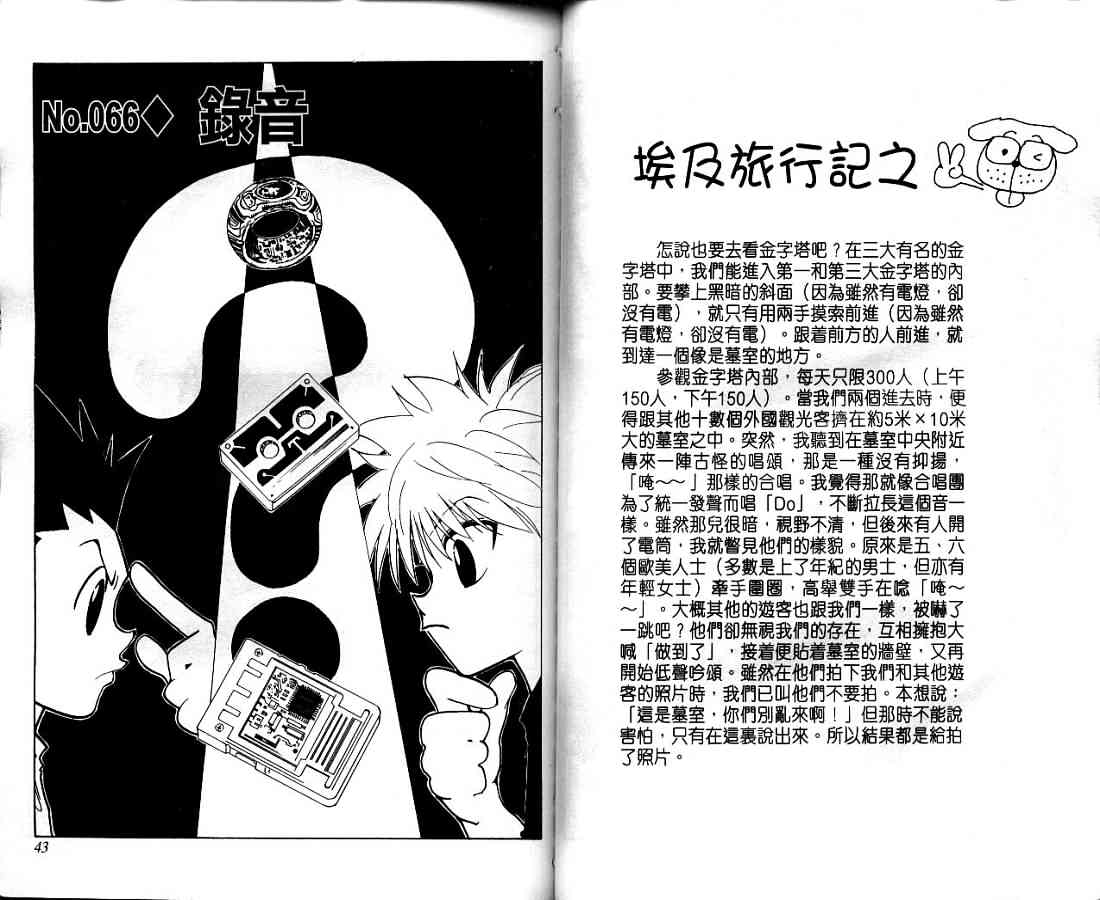 No.066◆ 錄音
43
埃及旅行記之
怎說也要去看金字塔吧？在三大有名的金
字塔中，我們能進入第一和第三大金字塔的內
部。要攀上黑暗的斜面（因為雖然有電燈，卻
沒有電），就只有用兩手摸索前進（因為雖然
有電燈，卻沒有電）。跟着前方的人前進，就
到達一個像是墓室的地方。
參觀金字塔內部，每天只限300人（上午
150人，下午150人）。當我們兩個進去時，便
得跟其他十數個外國觀光客擠在約5米×10米
大的墓室之中。突然，我聽到在墓室中央附近
傳來一陣古怪的唱頌，那是一種沒有抑揚，
「唵～～」那樣的合唱。我覺得那就像合唱團
為了統一發聲而唱「Do」，不斷拉長這個音一
樣。雖然那兒很暗，視野不清，但後來有人開
了電筒，我就瞥見他們的樣貌。原來是五、六
個歐美人士（多數是上了年紀的男士，但亦有
年輕女士）牽手圍圈，高舉雙手在唸「唵～
～」。大概其他的遊客也跟我們一樣，被嚇了
一跳吧？他們卻無視我們的存在，互相擁抱大
喊「做到了」，接着便貼着墓室的牆壁，又再
開始低聲吟頌。雖然在他們拍下我們和其他遊
客的照片時，我們已叫他們不要拍。本想說：
「這是墓室，你們別亂來啊！」但那時不能說
害怕，只有在這裏說出來。所以結果都是給拍
了照片。